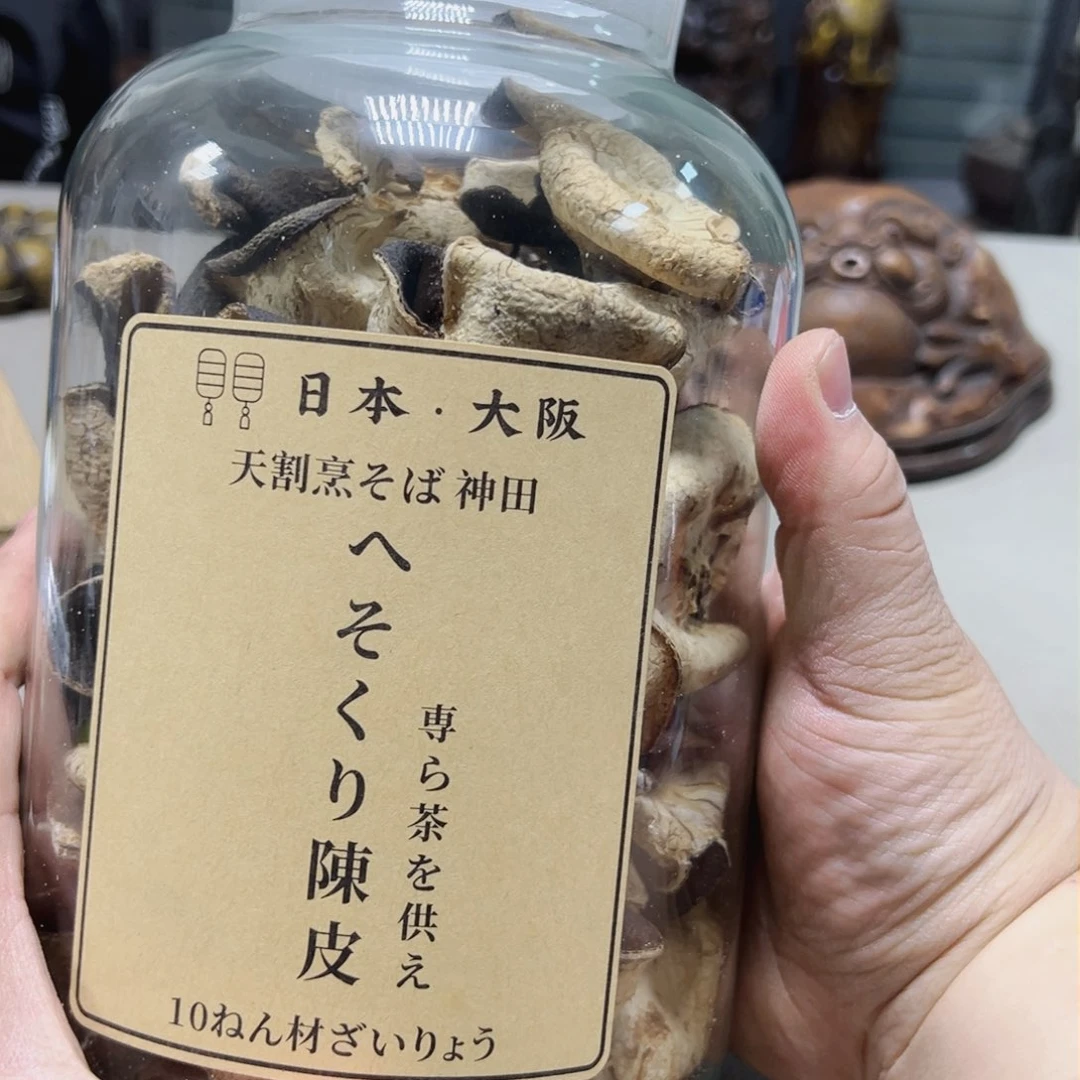 日本・大阪
天割烹そば神田
へそくり陳皮
専ら茶を供え
10ねん材ざいりょう